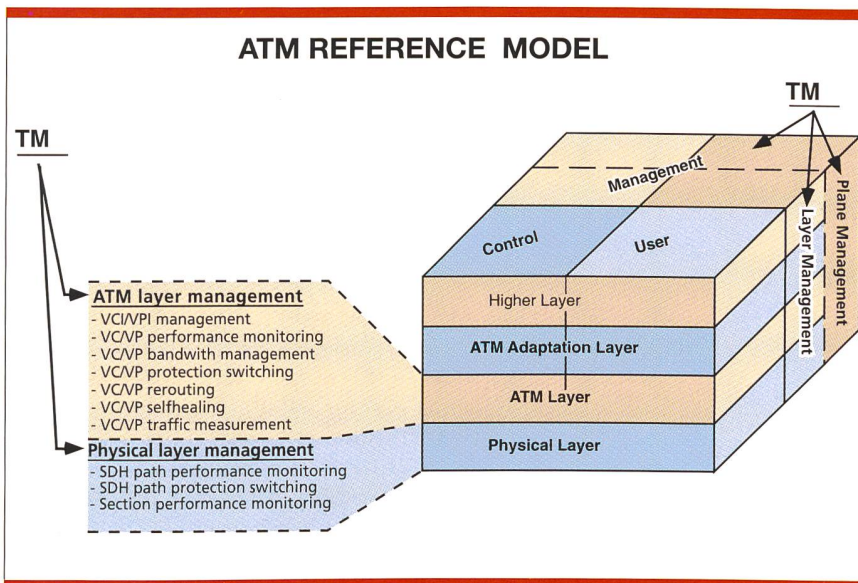 ATM REFERENCE MODEL
TM
TM
Management
Control
User
Layer Management
Plane Management
Higher Layer
ATM Adaptation Layer
ATM Layer
Physical Layer
ATM layer management
- VCI/VPI management
- VC/VP performance monitoring
- VC/VP bandwith management
- VC/VP protection switching
- VC/VP rerouting
- VC/VP selfhealing
- VC/VP traffic measurement
Physical layer management
- SDH path performance monitoring
- SDH path protection switching
- Section performance monitoring